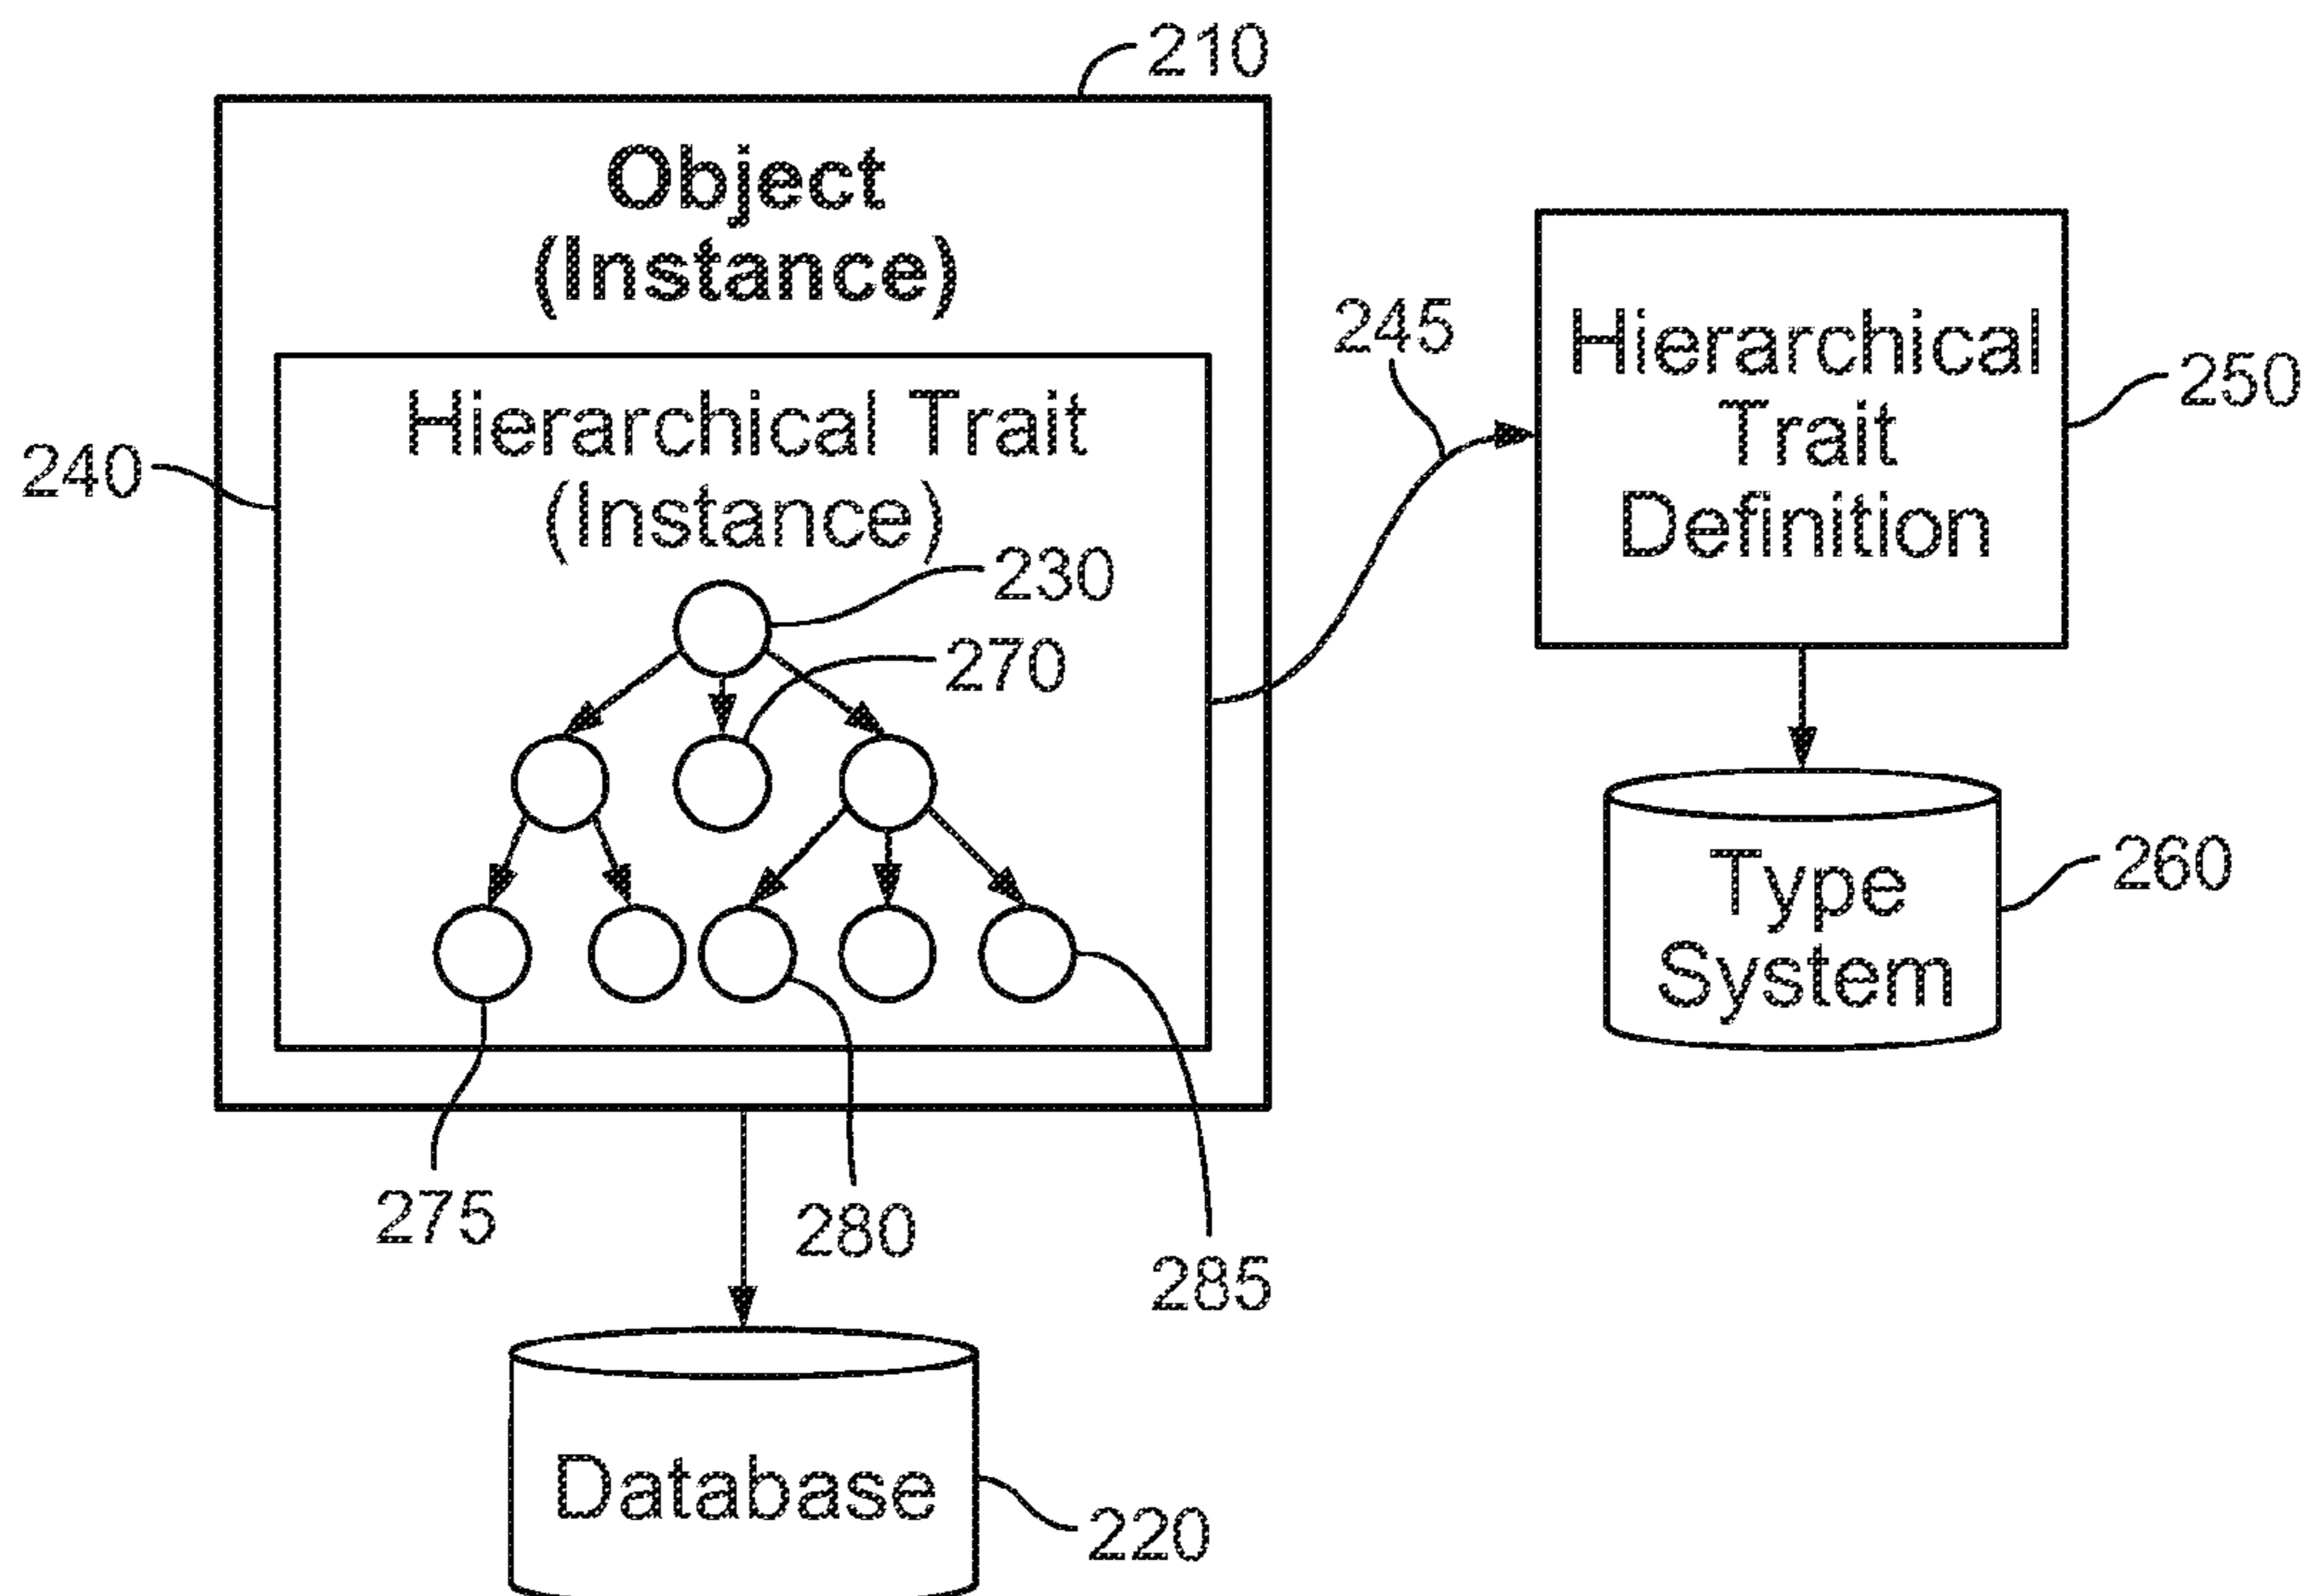 210
Object
(Instance)
Hierarchical Trait
(Instance)
240
230
270
245
Hierarchical
Trait
Definition
250
Type
System
260
275
280
285
Database
220